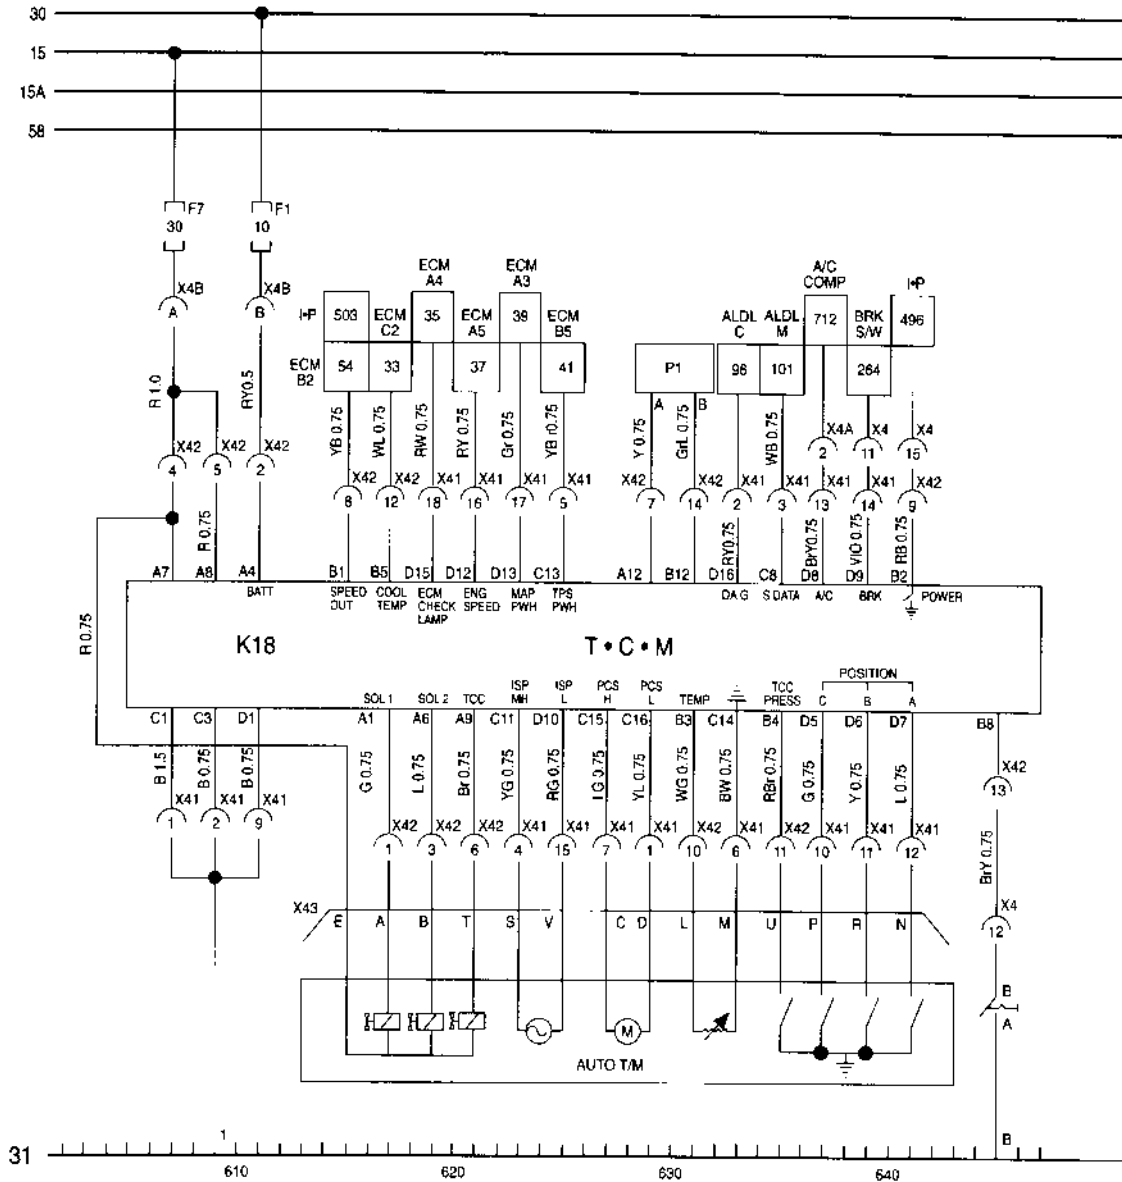 30
15
15A
58
F7
30
F1
10
X4B
A
X4B
B
R 1.0
RY0.5
X42
4
X42
5
X42
2
R 0.75
R 0.75
ECM A4
ECM A3
I•P
S03
ECM C2
35
ECM A5
39
ECM B5
ECM B2
54
33
37
41
P1
A
B
ALDL C
ALDL M
A/C COMP
712
BRK S/W
I•P
496
96
101
264
YB 0.75
WL 0.75
RW 0.75
RY 0.75
Gr 0.75
YB r0.75
Y 0.75
GrL 0.75
WB 0.75
X4A
2
X4
11
X4
15
X42
8
X42
12
X41
18
X41
16
X41
17
X41
5
X42
7
X42
14
X41
2
X41
3
X41
13
X41
14
X42
9
RY0.75
BrY0.75
VIO 0.75
RB 0.75
A7
A8
A4
B1
B5
D15
D12
D13
C13
A12
B12
D16
C8
D8
D9
B2
BATT
SPEED OUT
COOL TEMP
ECM CHECK LAMP
ENG SPEED
MAP PWH
TPS PWH
DA G
S DATA
A/C
BRK
POWER
K18
T • C • M
SOL 1
SOL 2
TCC
ISP MH
ISP L
PCS H
PCS L
TEMP
TCC PRESS
POSITION
C
B
A
C1
C3
D1
A1
A6
A9
C11
D10
C15
C16
B3
C14
B4
D5
D6
D7
B8
B 1.5
B 0.75
B 0.75
G 0.75
L 0.75
Br 0.75
YG 0.75
RG 0.75
LG 0.75
YL 0.75
WG 0.75
BW 0.75
RBr 0.75
G 0.75
Y 0.75
L 0.75
X42
13
X41
1
X41
2
X41
9
X42
1
X42
3
X42
6
X41
4
X41
15
X41
7
X41
1
X42
10
X41
6
X42
11
X41
10
X41
11
X41
12
BrY 0.75
X4
12
X43
E
A
B
T
S
V
C
D
L
M
U
P
R
N
B
A
M
AUTO T/M
B
31
1
610
620
630
640